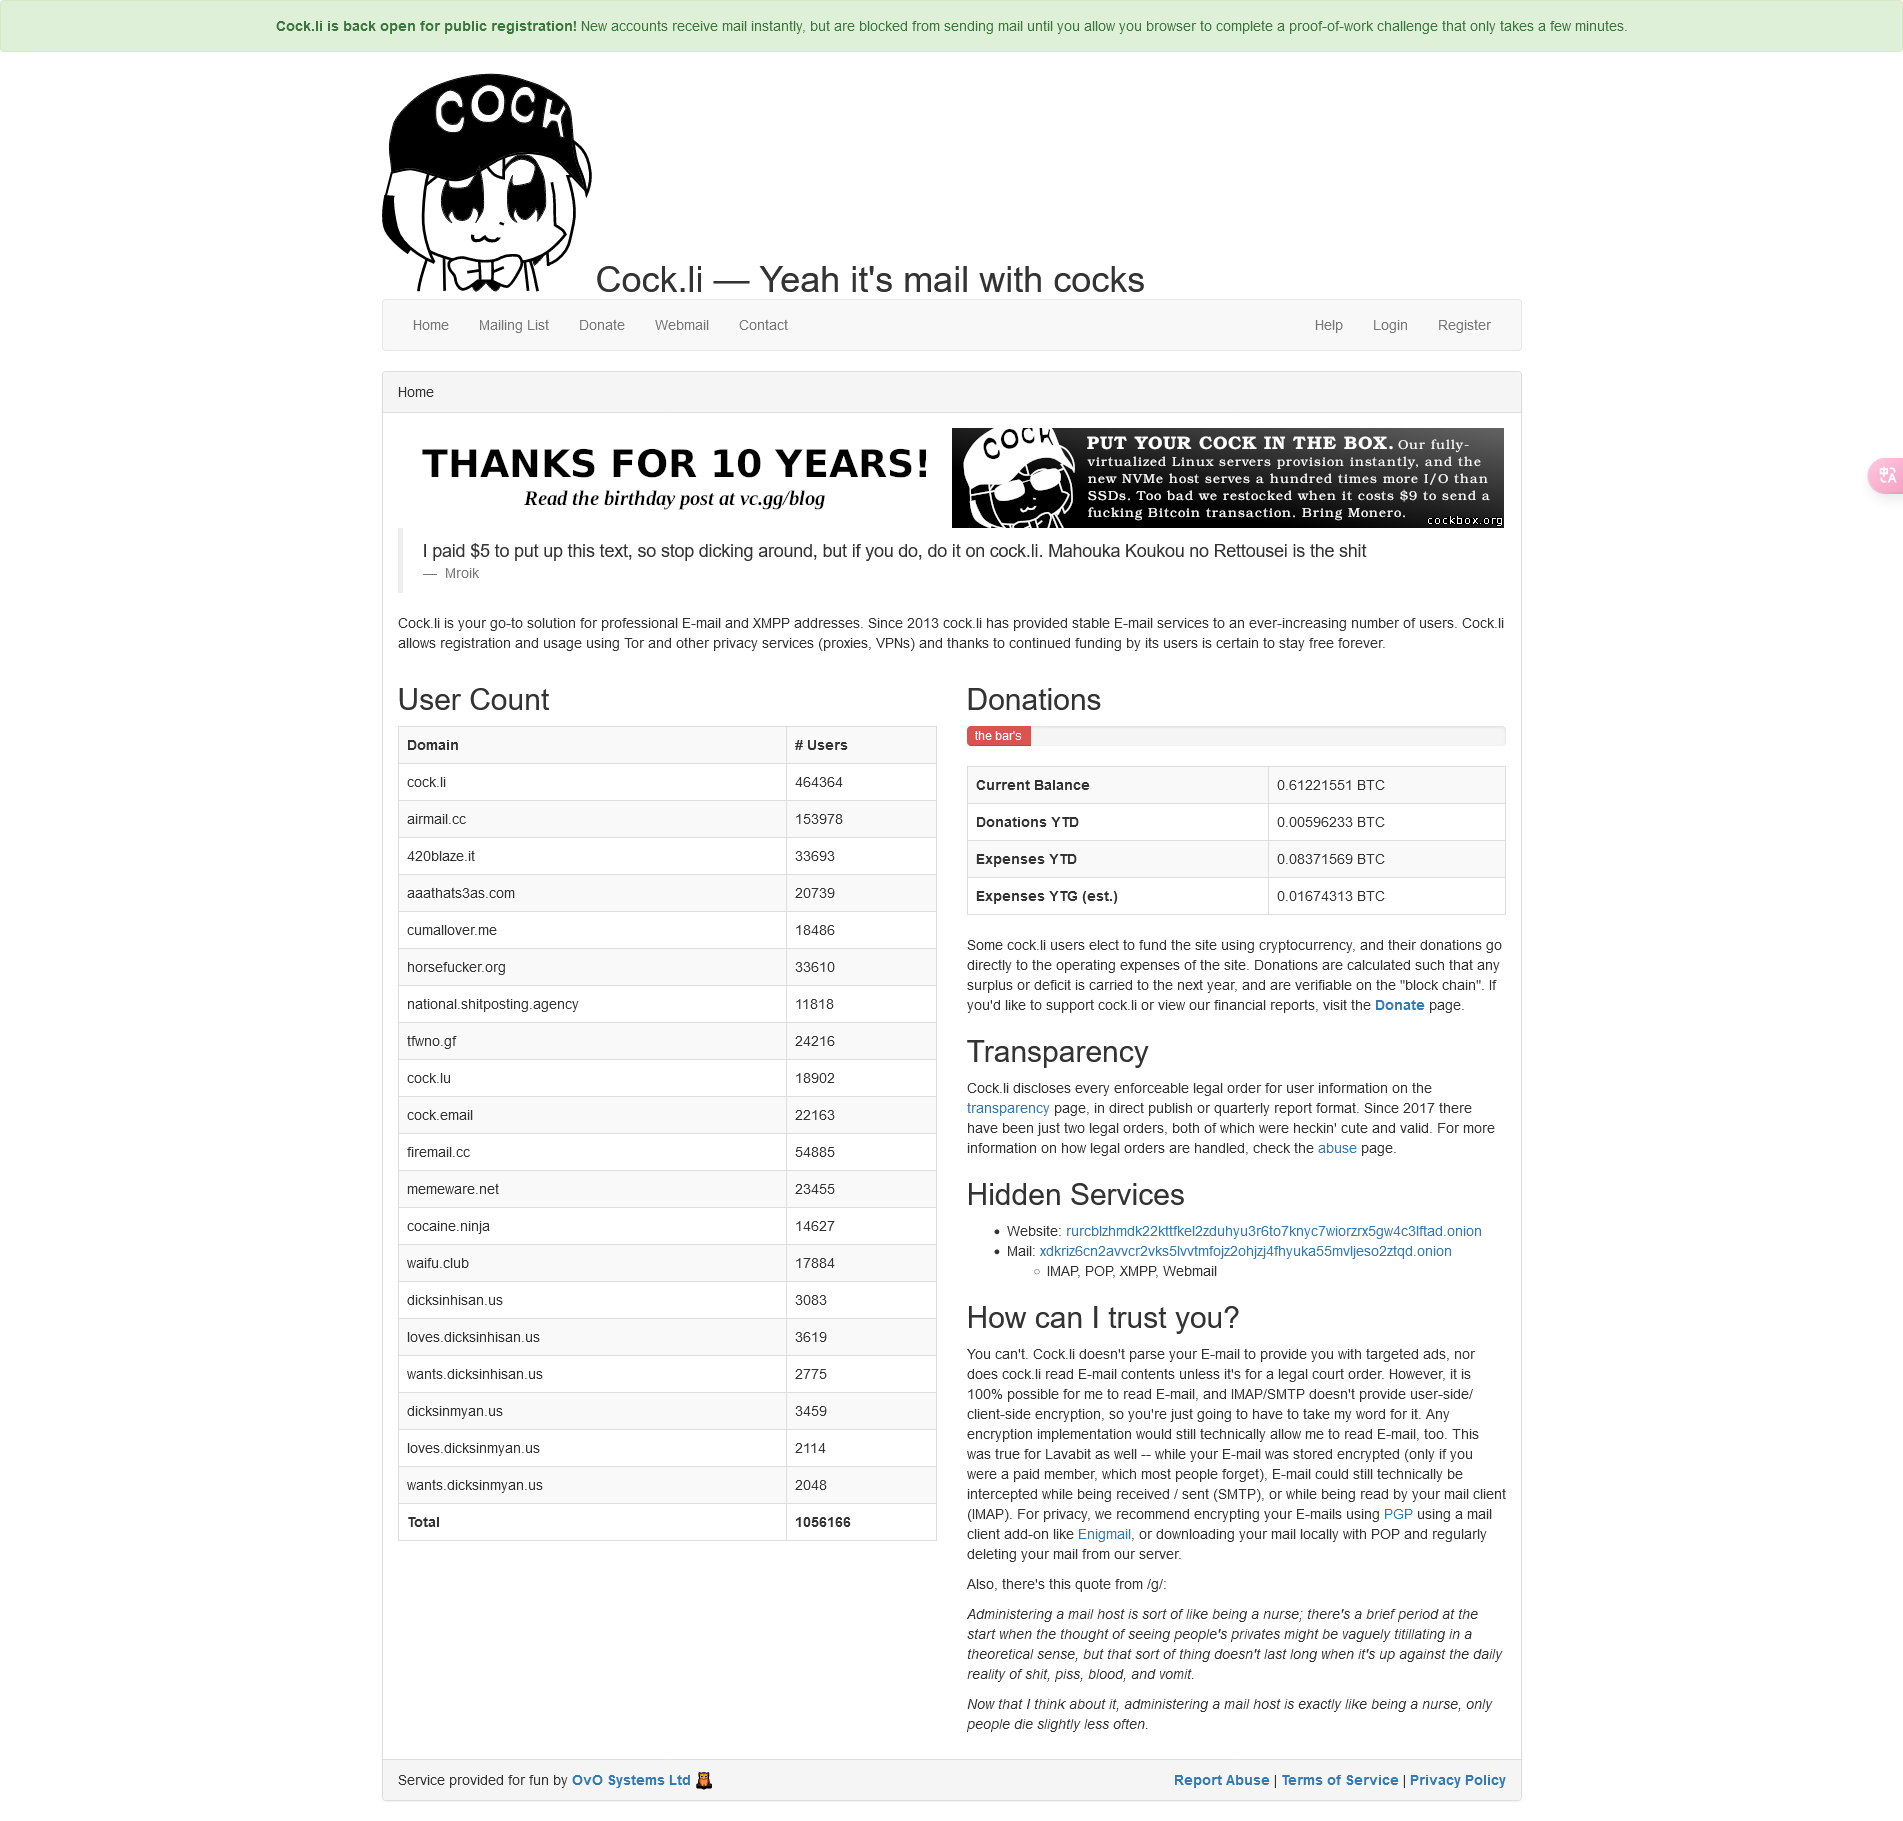 Cock.li is back open for public registration! New accounts receive mail instantly, but are blocked from sending mail until you allow you browser to complete a proof-of-work challenge that only takes a few minutes.
COCK
Cock.li — Yeah it's mail with cocks
Home Mailing List Donate Webmail Contact Help Login Register
Home
THANKS FOR 10 YEARS!
Read the birthday post at vc.gg/blog
COCK
PUT YOUR COCK IN THE BOX. Our fully-
virtualized Linux servers provision instantly, and the
new NVMe host serves a hundred times more I/O than
SSDs. Too bad we restocked when it costs $9 to send a
fucking Bitcoin transaction. Bring Monero.
cockbox.org
中A
I paid $5 to put up this text, so stop dicking around, but if you do, do it on cock.li. Mahouka Koukou no Rettousei is the shit
— Mroik
Cock.li is your go-to solution for professional E-mail and XMPP addresses. Since 2013 cock.li has provided stable E-mail services to an ever-increasing number of users. Cock.li
allows registration and usage using Tor and other privacy services (proxies, VPNs) and thanks to continued funding by its users is certain to stay free forever.
User Count
Domain # Users
cock.li 464364
airmail.cc 153978
420blaze.it 33693
aaathats3as.com 20739
cumallover.me 18486
horsefucker.org 33610
national.shitposting.agency 11818
tfwno.gf 24216
cock.lu 18902
cock.email 22163
firemail.cc 54885
memeware.net 23455
cocaine.ninja 14627
waifu.club 17884
dicksinhisan.us 3083
loves.dicksinhisan.us 3619
wants.dicksinhisan.us 2775
dicksinmyan.us 3459
loves.dicksinmyan.us 2114
wants.dicksinmyan.us 2048
Total 1056166
Donations
the bar's
Current Balance 0.61221551 BTC
Donations YTD 0.00596233 BTC
Expenses YTD 0.08371569 BTC
Expenses YTG (est.) 0.01674313 BTC
Some cock.li users elect to fund the site using cryptocurrency, and their donations go
directly to the operating expenses of the site. Donations are calculated such that any
surplus or deficit is carried to the next year, and are verifiable on the "block chain". If
you'd like to support cock.li or view our financial reports, visit the Donate page.
Transparency
Cock.li discloses every enforceable legal order for user information on the
transparency page, in direct publish or quarterly report format. Since 2017 there
have been just two legal orders, both of which were heckin' cute and valid. For more
information on how legal orders are handled, check the abuse page.
Hidden Services
• Website: rurcblzhmdk22kttfkel2zduhyu3r6to7knyc7wiorzrx5gw4c3lftad.onion
• Mail: xdkriz6cn2avvcr2vks5lvvtmfojz2ohjzj4fhyuka55mvljeso2ztqd.onion
○ IMAP, POP, XMPP, Webmail
How can I trust you?
You can't. Cock.li doesn't parse your E-mail to provide you with targeted ads, nor
does cock.li read E-mail contents unless it's for a legal court order. However, it is
100% possible for me to read E-mail, and IMAP/SMTP doesn't provide user-side/
client-side encryption, so you're just going to have to take my word for it. Any
encryption implementation would still technically allow me to read E-mail, too. This
was true for Lavabit as well -- while your E-mail was stored encrypted (only if you
were a paid member, which most people forget), E-mail could still technically be
intercepted while being received / sent (SMTP), or while being read by your mail client
(IMAP). For privacy, we recommend encrypting your E-mails using PGP using a mail
client add-on like Enigmail, or downloading your mail locally with POP and regularly
deleting your mail from our server.
Also, there's this quote from /g/:
Administering a mail host is sort of like being a nurse; there's a brief period at the
start when the thought of seeing people's privates might be vaguely titillating in a
theoretical sense, but that sort of thing doesn't last long when it's up against the daily
reality of shit, piss, blood, and vomit.
Now that I think about it, administering a mail host is exactly like being a nurse, only
people die slightly less often.
Service provided for fun by OvO Systems Ltd
Report Abuse | Terms of Service | Privacy Policy